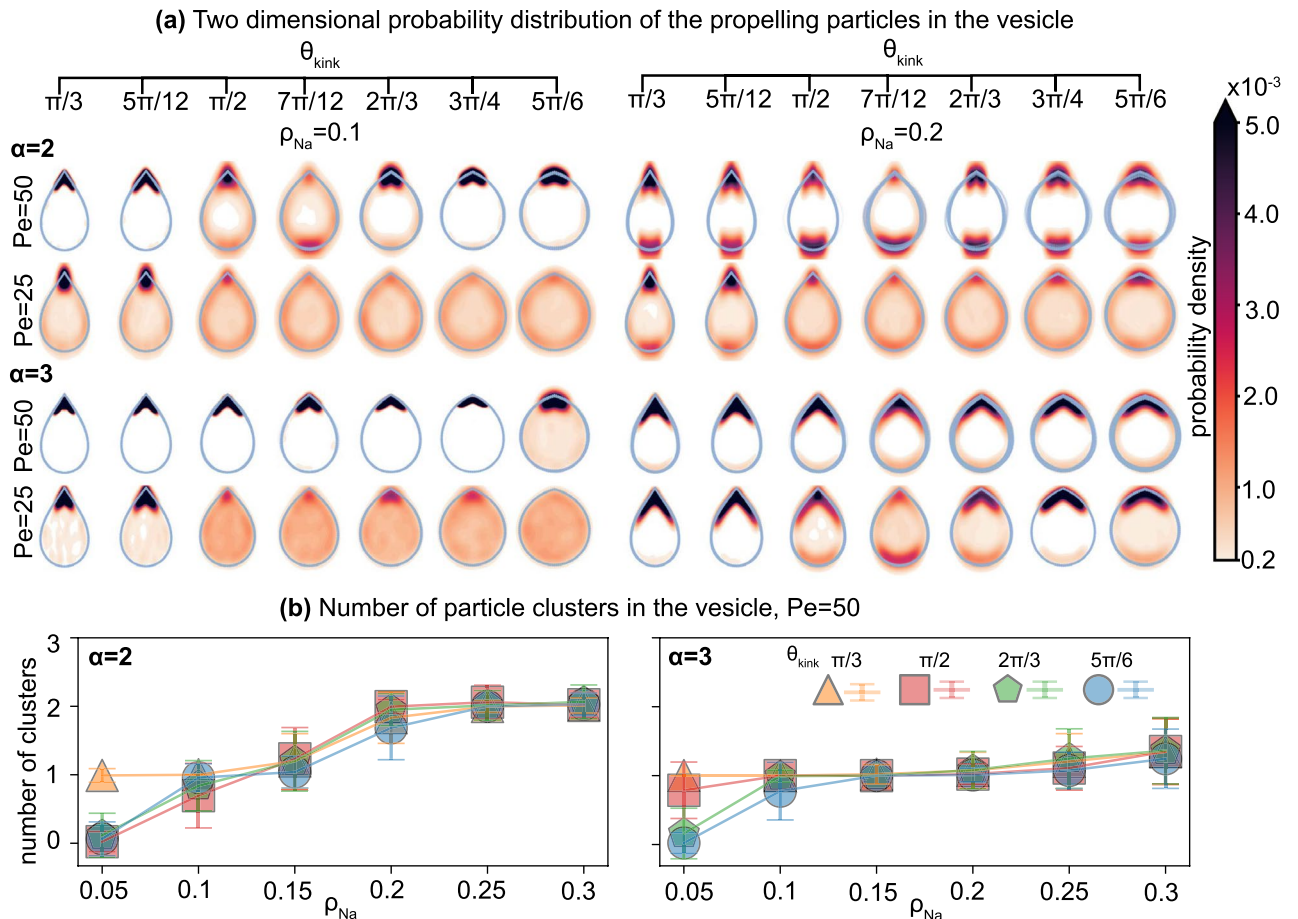 (a) Two dimensional probability distribution of the propelling particles in the vesicle
θkink
π/3 5π/12 π/2 7π/12 2π/3 3π/4 5π/6
ρNa=0.1
θkink
π/3 5π/12 π/2 7π/12 2π/3 3π/4 5π/6
ρNa=0.2
x10-3
5.0
4.0
3.0
2.0
1.0
0.2
probability density
α=2
Pe=50
Pe=25
α=3
Pe=50
Pe=25
(b) Number of particle clusters in the vesicle, Pe=50
α=2
number of clusters
3
2
1
0
0.05 0.1 0.15 0.2 0.25 0.3
ρNa
α=3
θkink π/3 π/2 2π/3 5π/6
0.05 0.1 0.15 0.2 0.25 0.3
ρNa